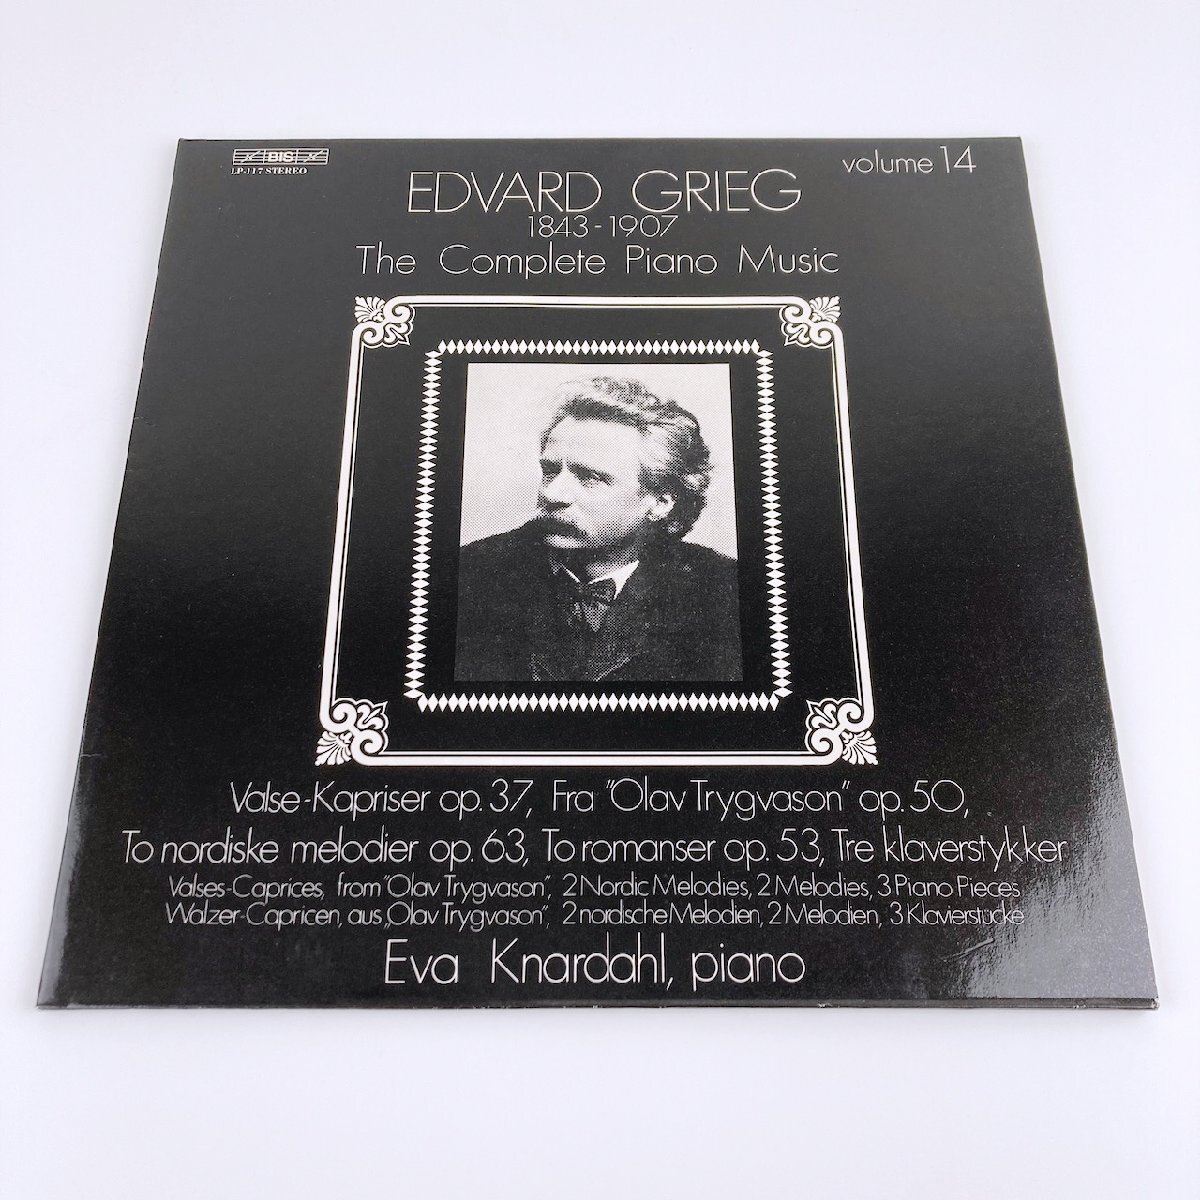 BIS
LP-117 STEREO
volume 14
EDVARD GRIEG
1843-1907
The Complete Piano Music
Valse-Kapriser op. 37, Fra "Olav Trygvason" op. 50,
To nordiske melodier op. 63, To romanser op. 53, Tre klaverstykker
Valses-Caprices, from "Olav Trygvason", 2 Nordic Melodies, 2 Melodies, 3 Piano Pieces
Walzer-Capricen, aus „Olav Trygvason", 2 nordische Melodien, 2 Melodien, 3 Klavierstücke
Eva Knardahl, piano